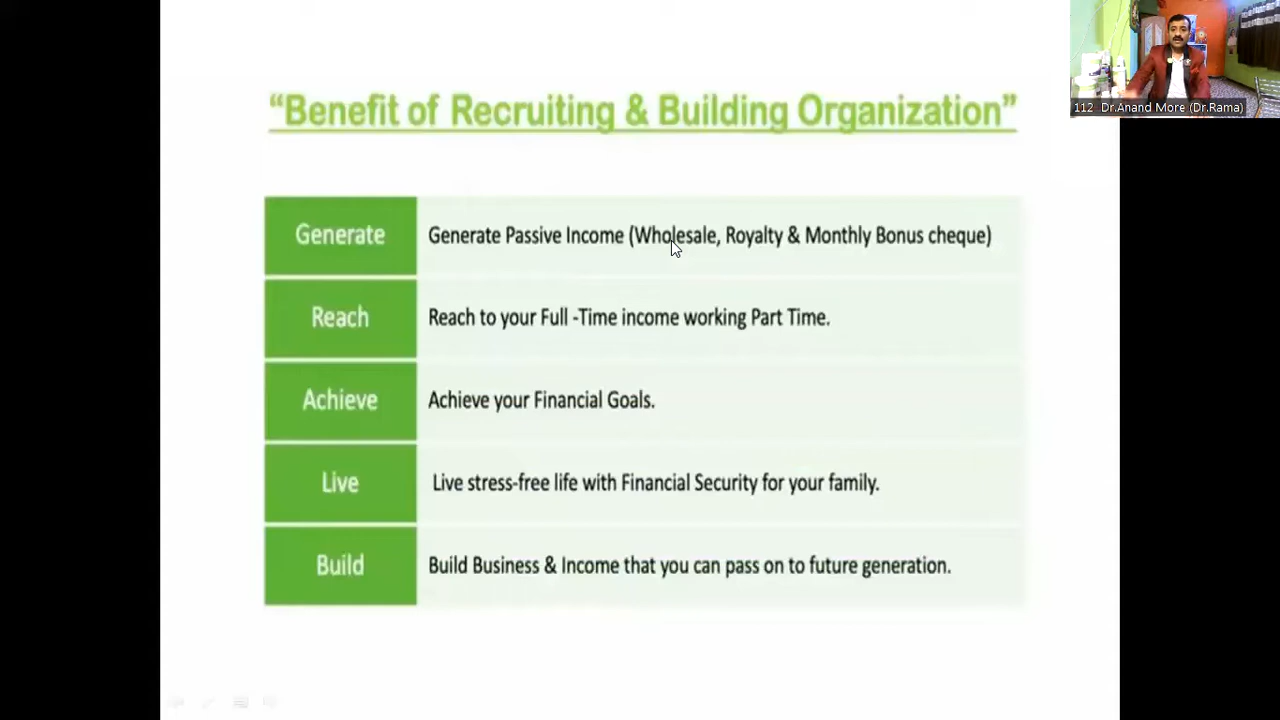 112 Dr.Anand More (Dr.Rama)
“Benefit of Recruiting & Building Organization”
Generate Generate Passive Income (Wholesale, Royalty & Monthly Bonus cheque)
Reach Reach to your Full -Time income working Part Time.
Achieve Achieve your Financial Goals.
Live Live stress-free life with Financial Security for your family.
Build Build Business & Income that you can pass on to future generation.